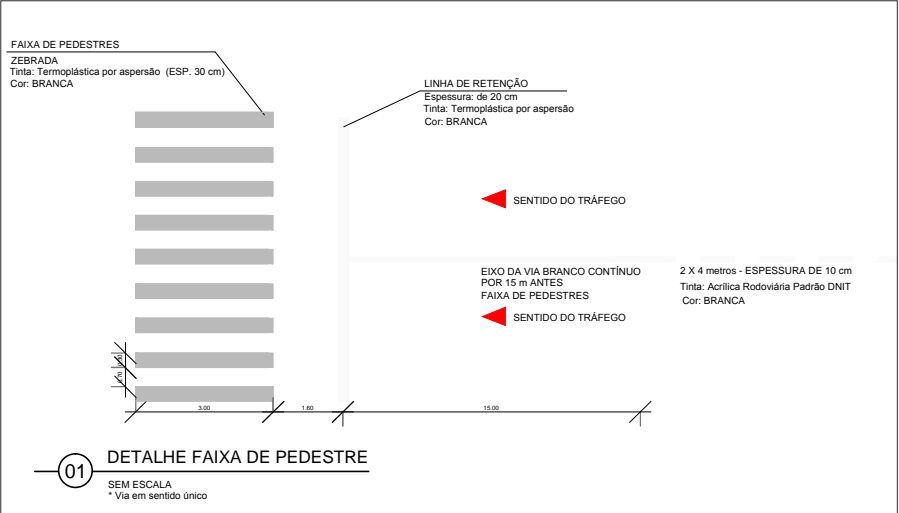 FAIXA DE PEDESTRES
ZEBRADA
Tinta: Termoplástica por aspersão (ESP. 30 cm)
Cor: BRANCA
LINHA DE RETENÇÃO
Espessura: de 20 cm
Tinta: Termoplástica por aspersão
Cor: BRANCA
SENTIDO DO TRÁFEGO
EIXO DA VIA BRANCO CONTÍNUO
POR 15 m ANTES
FAIXA DE PEDESTRES
2 X 4 metros - ESPESSURA DE 10 cm
Tinta: Acrílica Rodoviária Padrão DNIT
Cor: BRANCA
SENTIDO DO TRÁFEGO
3.00
1.60
15.00
01
DETALHE FAIXA DE PEDESTRE
SEM ESCALA
* Via em sentido único